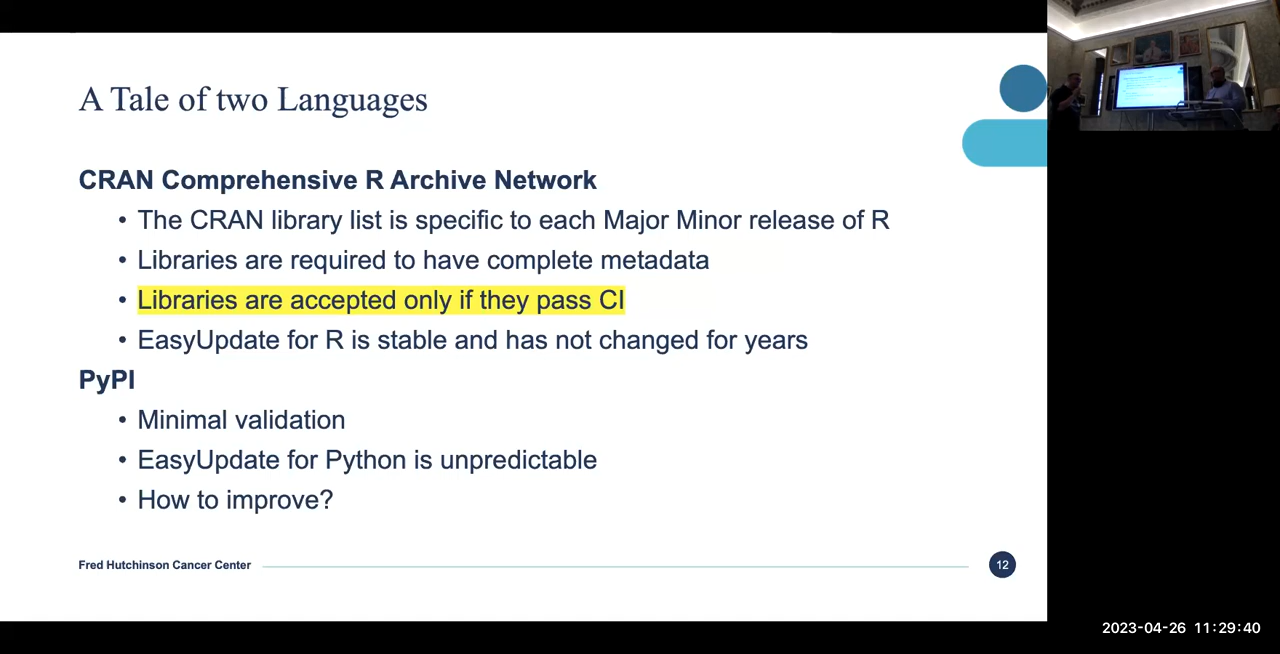 A Tale of two Languages
CRAN Comprehensive R Archive Network
• The CRAN library list is specific to each Major Minor release of R
• Libraries are required to have complete metadata
• Libraries are accepted only if they pass CI
• EasyUpdate for R is stable and has not changed for years
PyPI
• Minimal validation
• EasyUpdate for Python is unpredictable
• How to improve?
Fred Hutchinson Cancer Center
12
2023-04-26 11:29:40